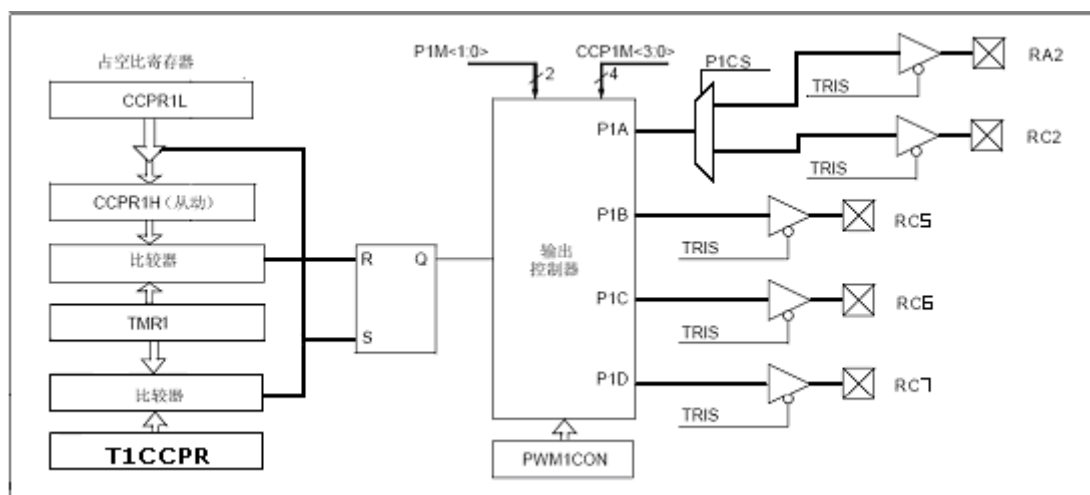 P1M<1:0>
CCP1M<3:0>
2
4
占空比寄存器
CCPR1L
CCPR1H（从动）
比较器
TMR1
比较器
T1CCPR
R
Q
S
输出
控制器
P1A
P1B
P1C
P1D
PWM1CON
P1CS
TRIS
RA2
TRIS
RC2
TRIS
RC5
TRIS
RC6
TRIS
RC7